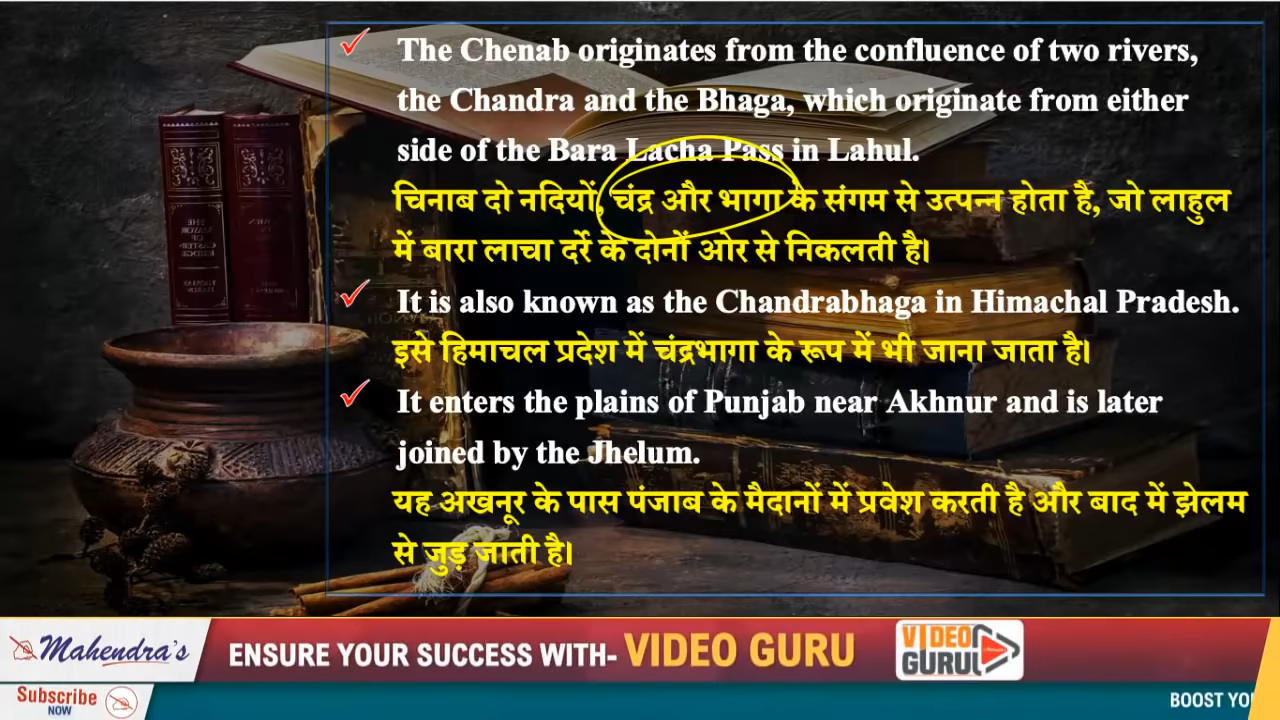 The Chenab originates from the confluence of two rivers,
the Chandra and the Bhaga, which originate from either
side of the Bara Lacha Pass in Lahul.
चिनाब दो नदियों, चंद्र और भागा के संगम से उत्पन्न होता है, जो लाहुल
में बारा लाचा दर्रे के दोनों ओर से निकलती है।
It is also known as the Chandrabhaga in Himachal Pradesh.
इसे हिमाचल प्रदेश में चंद्रभागा के रूप में भी जाना जाता है।
It enters the plains of Punjab near Akhnur and is later
joined by the Jhelum.
यह अखनूर के पास पंजाब के मैदानों में प्रवेश करती है और बाद में झेलम
से जुड़ जाती है।
Mahendra's
ENSURE YOUR SUCCESS WITH- VIDEO GURU
VIDEO
GURU
Subscribe
NOW
BOOST